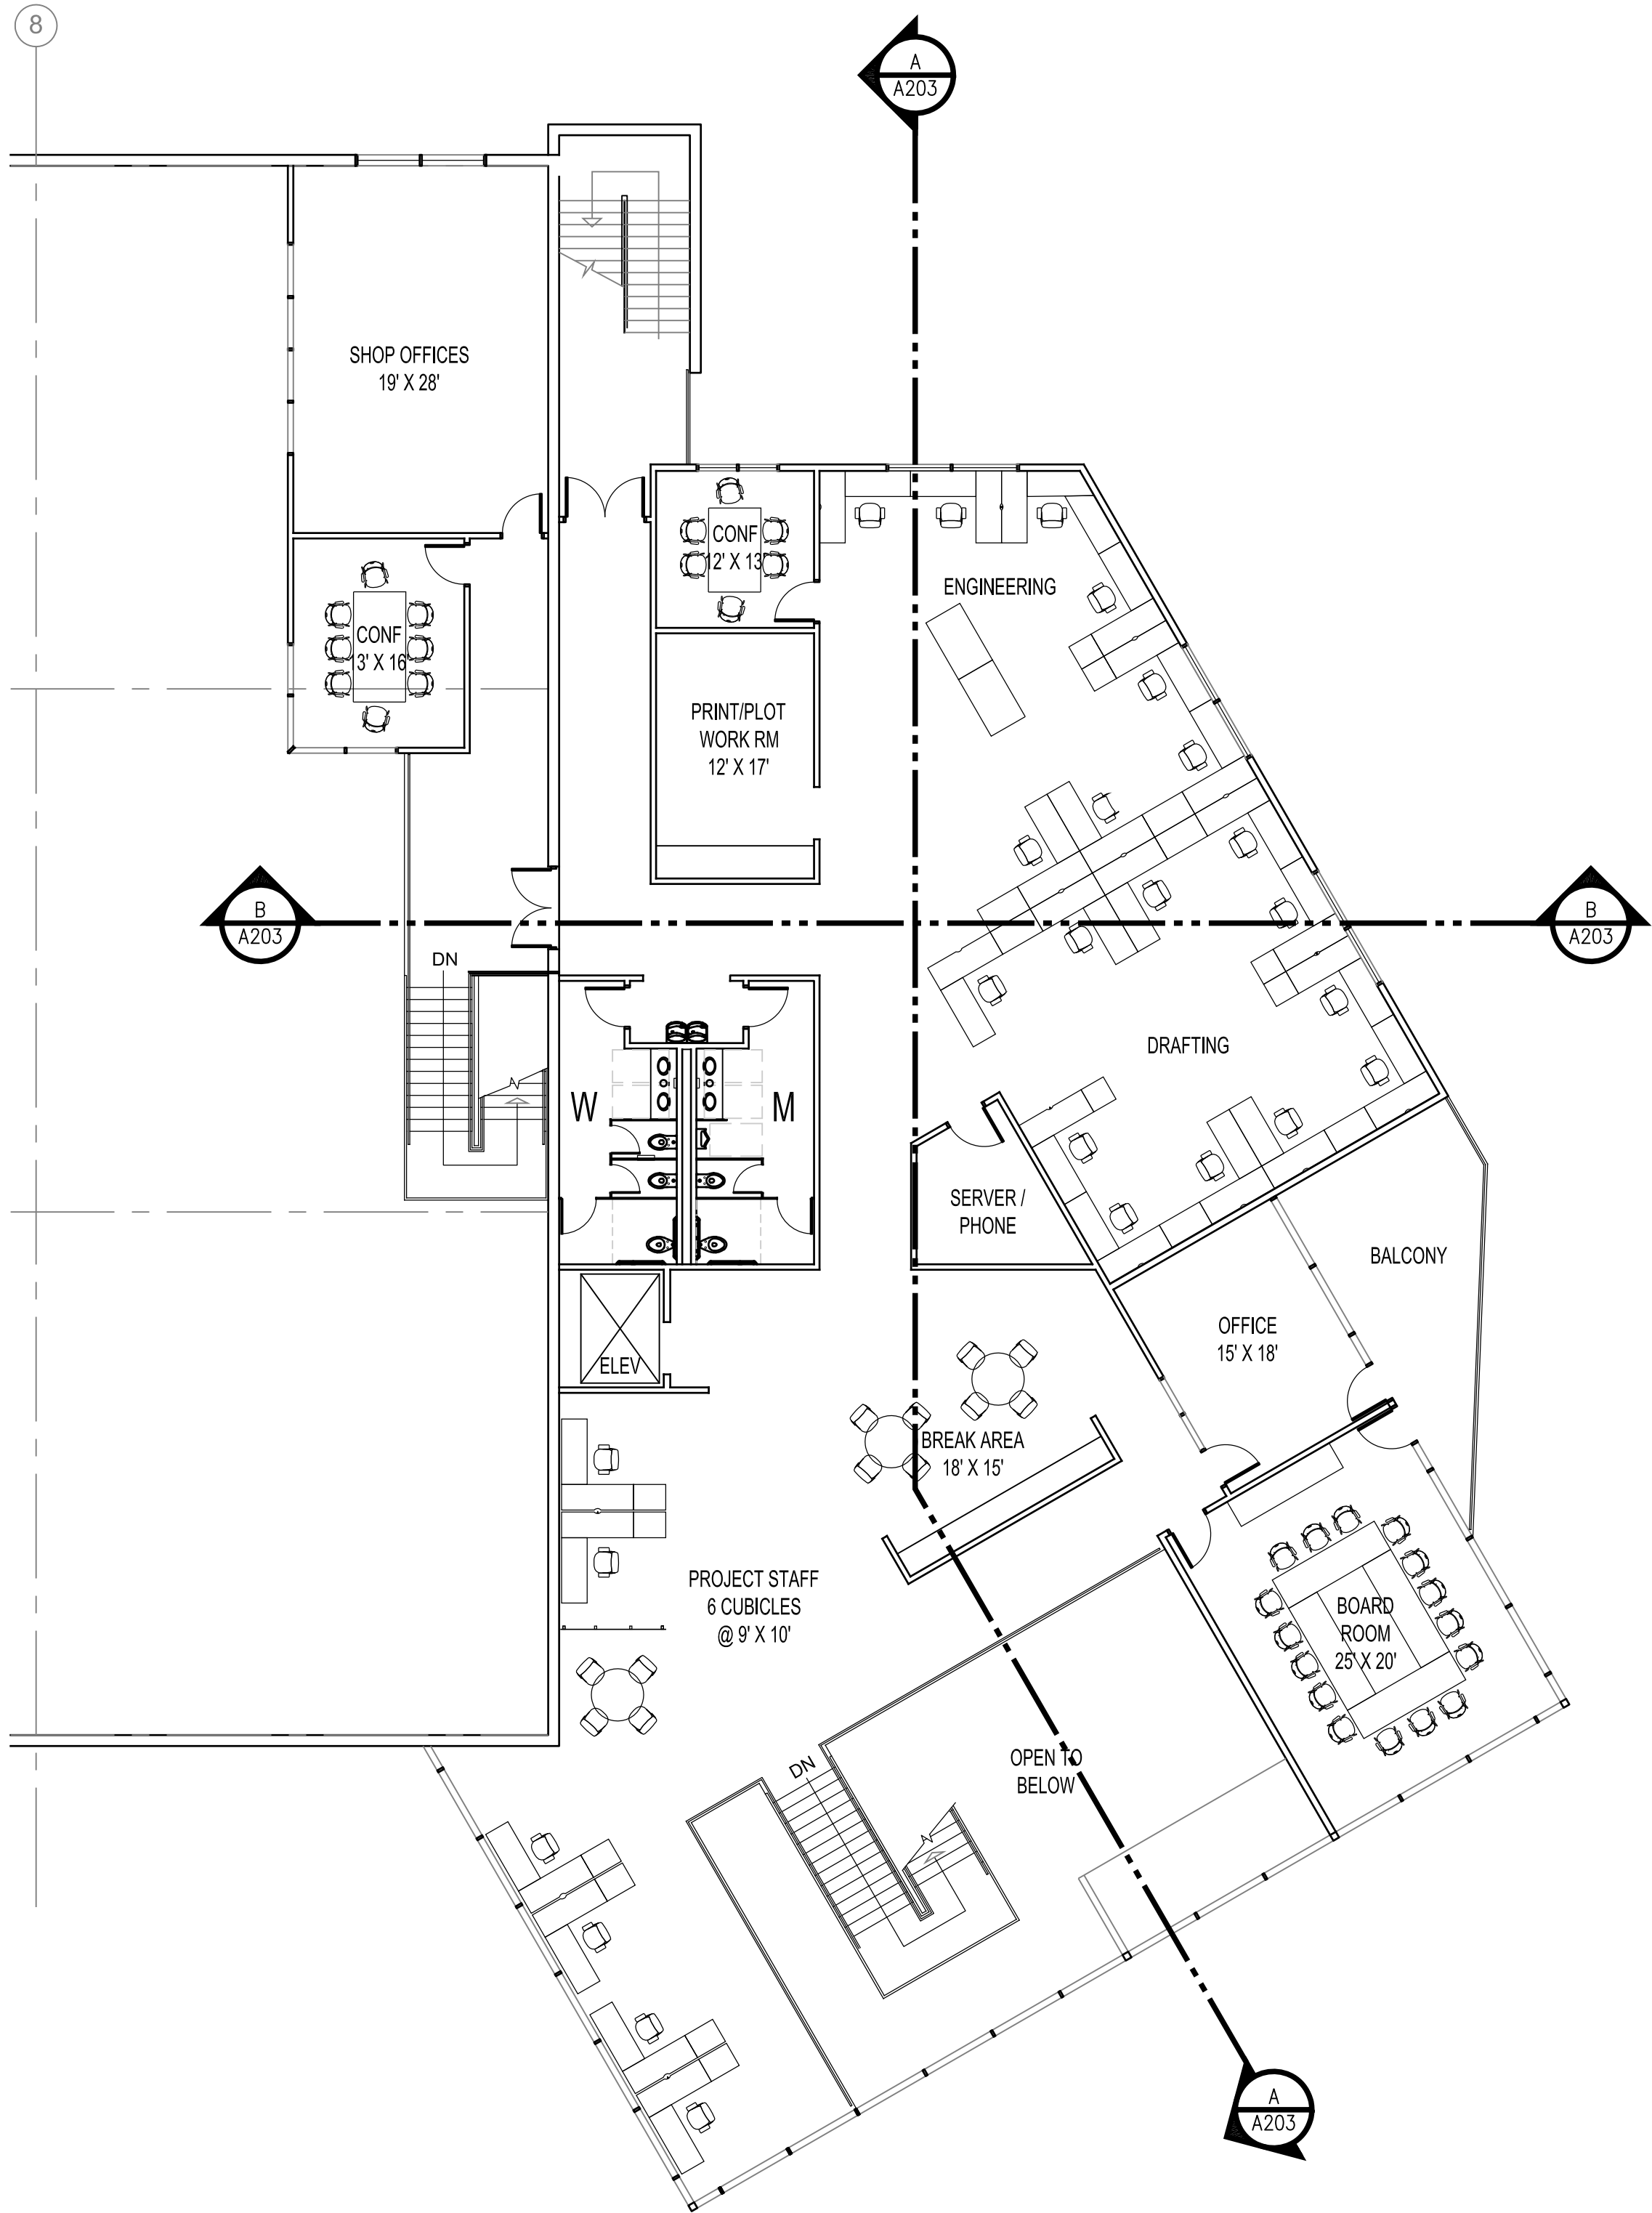 8
A
A203
SHOP OFFICES
19' X 28'
CONF
12' X 13'
ENGINEERING
CONF
13' X 16'
PRINT/PLOT
WORK RM
12' X 17'
B
A203
B
A203
DN
DRAFTING
W
M
SERVER /
PHONE
BALCONY
OFFICE
15' X 18'
ELEV
BREAK AREA
18' X 15'
PROJECT STAFF
6 CUBICLES
@ 9' X 10'
BOARD
ROOM
25' X 20'
OPEN TO
BELOW
DN
A
A203